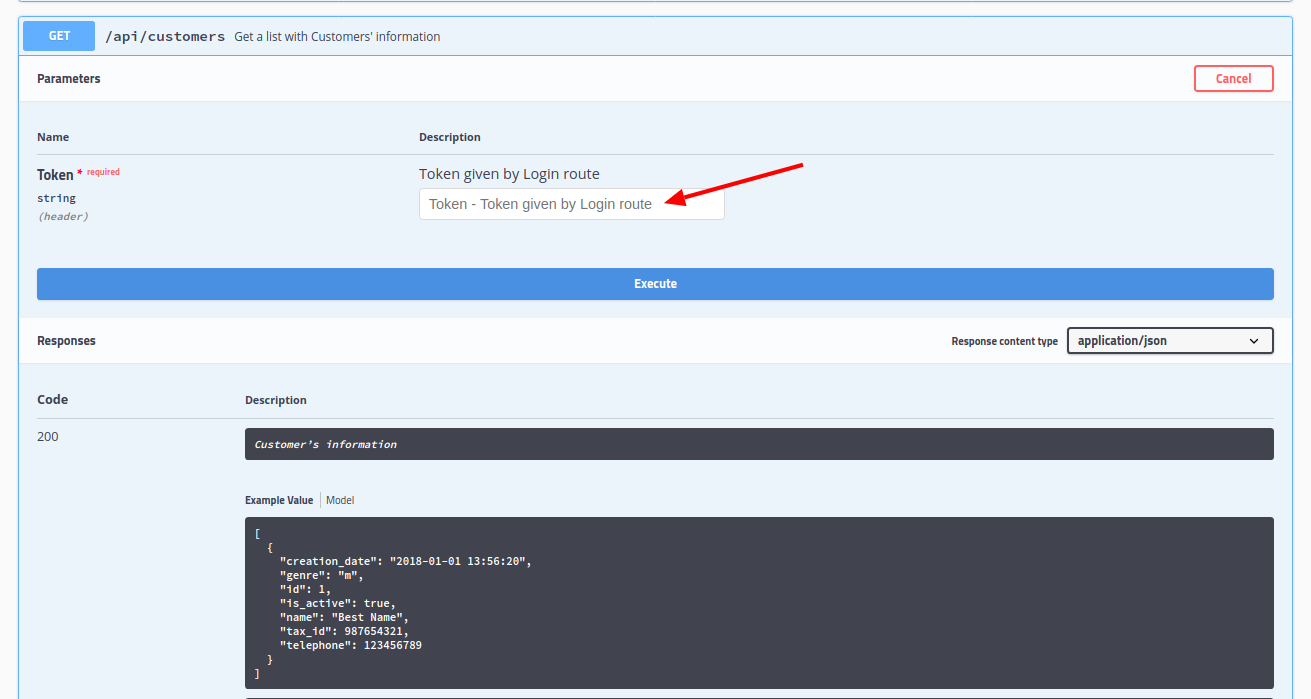 GET /api/customers Get a list with Customers' information
Parameters
Cancel
Name Description
Token * required
string
(header)
Token given by Login route
Token - Token given by Login route
Execute
Responses
Response content type application/json
Code Description
200
Customer's information
Example Value Model
[
  {
    "creation_date": "2018-01-01 13:56:20",
    "genre": "m",
    "id": 1,
    "is_active": true,
    "name": "Best Name",
    "tax_id": 987654321,
    "telephone": 123456789
  }
]